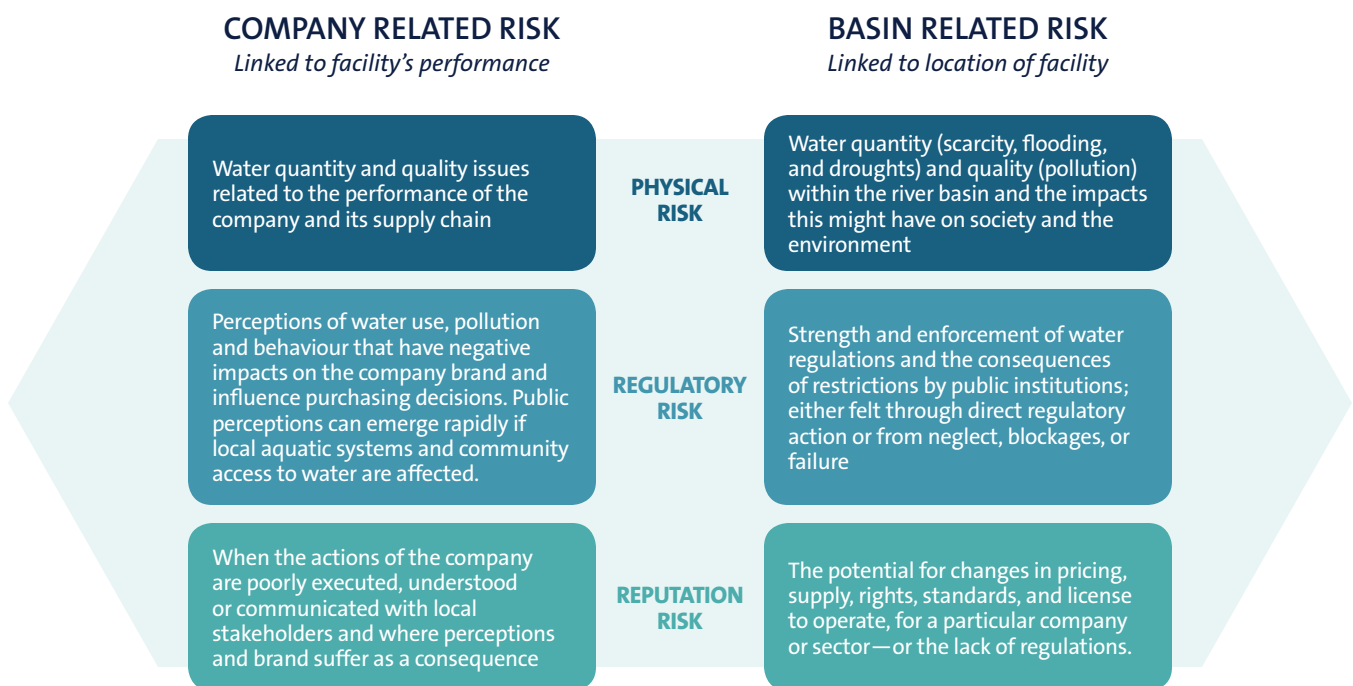 COMPANY RELATED RISK
Linked to facility's performance
BASIN RELATED RISK
Linked to location of facility
Water quantity and quality issues
related to the performance of the
company and its supply chain
PHYSICAL
RISK
Water quantity (scarcity, flooding,
and droughts) and quality (pollution)
within the river basin and the impacts
this might have on society and the
environment
Perceptions of water use, pollution
and behaviour that have negative
impacts on the company brand and
influence purchasing decisions. Public
perceptions can emerge rapidly if
local aquatic systems and community
access to water are affected.
REGULATORY
RISK
Strength and enforcement of water
regulations and the consequences
of restrictions by public institutions;
either felt through direct regulatory
action or from neglect, blockages, or
failure
When the actions of the company
are poorly executed, understood
or communicated with local
stakeholders and where perceptions
and brand suffer as a consequence
REPUTATION
RISK
The potential for changes in pricing,
supply, rights, standards, and license
to operate, for a particular company
or sector—or the lack of regulations.